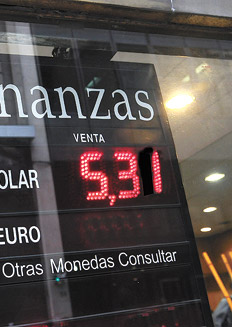 nanzas
VENTA
OLAR 5,31
EURO
Otras Monedas Consultar